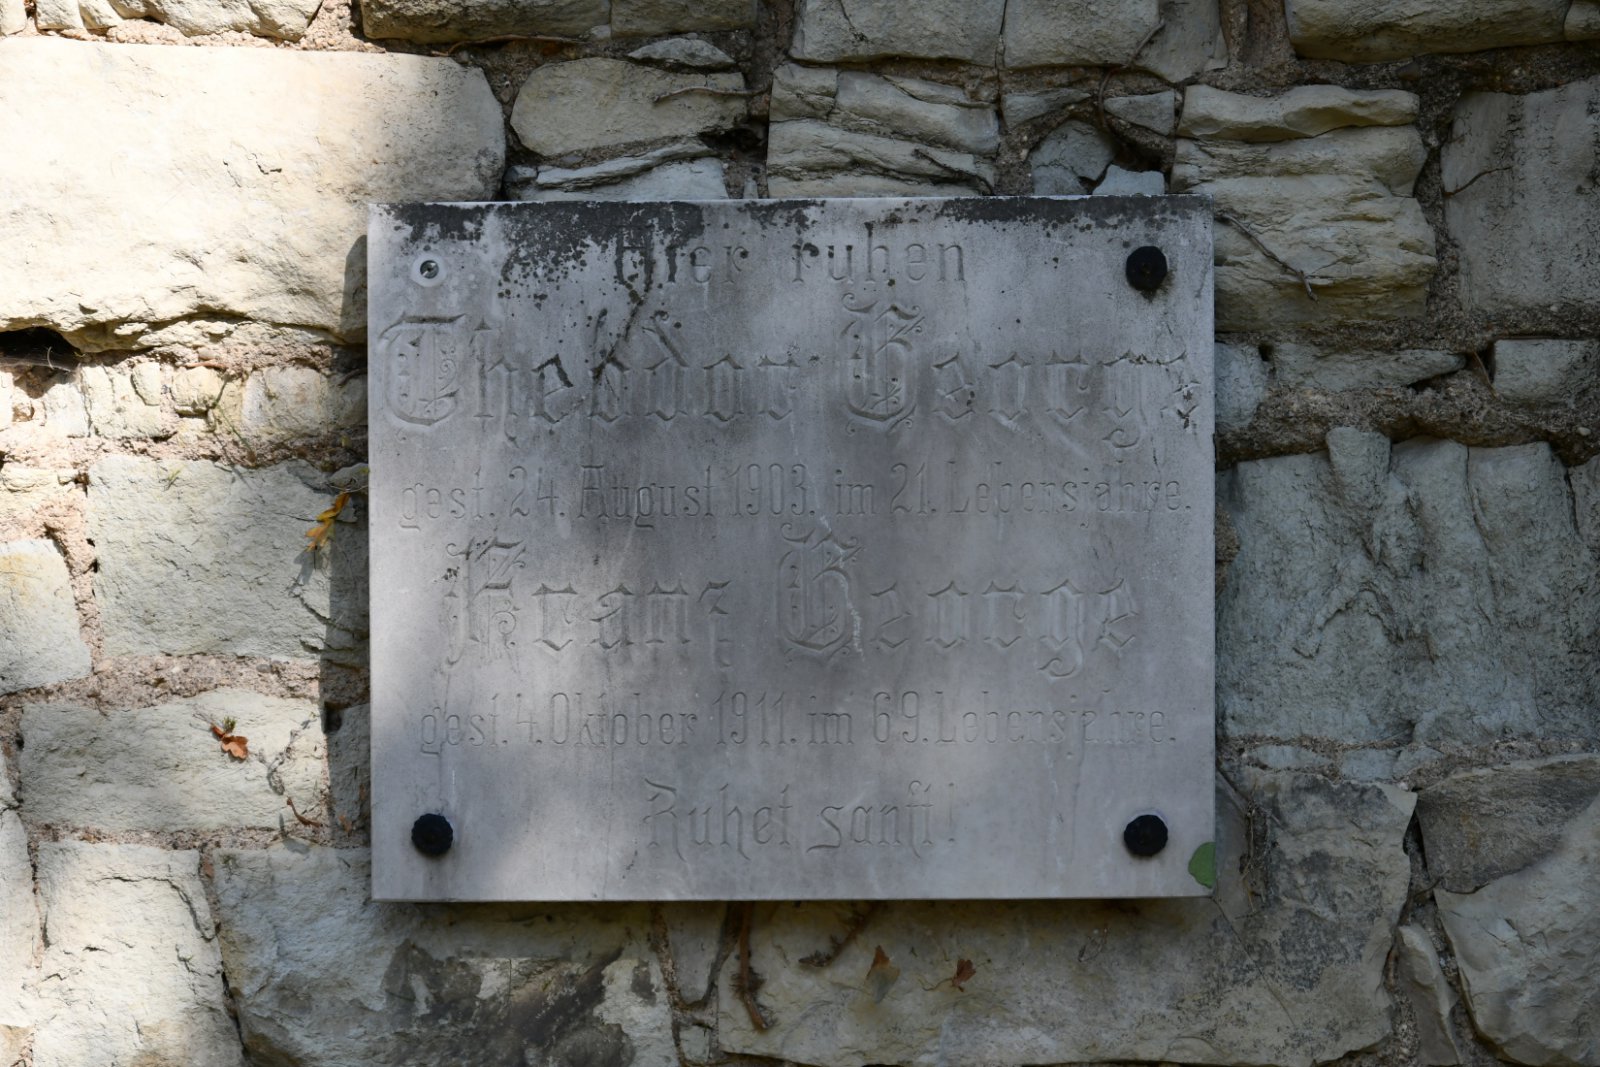 Hier ruhen
Theodor George
gest. 24. August 1903. im 21. Lebensjahre.
Franz George
gest. 4. Oktober 1911. im 69. Lebensjahre.
Ruhet sanft!